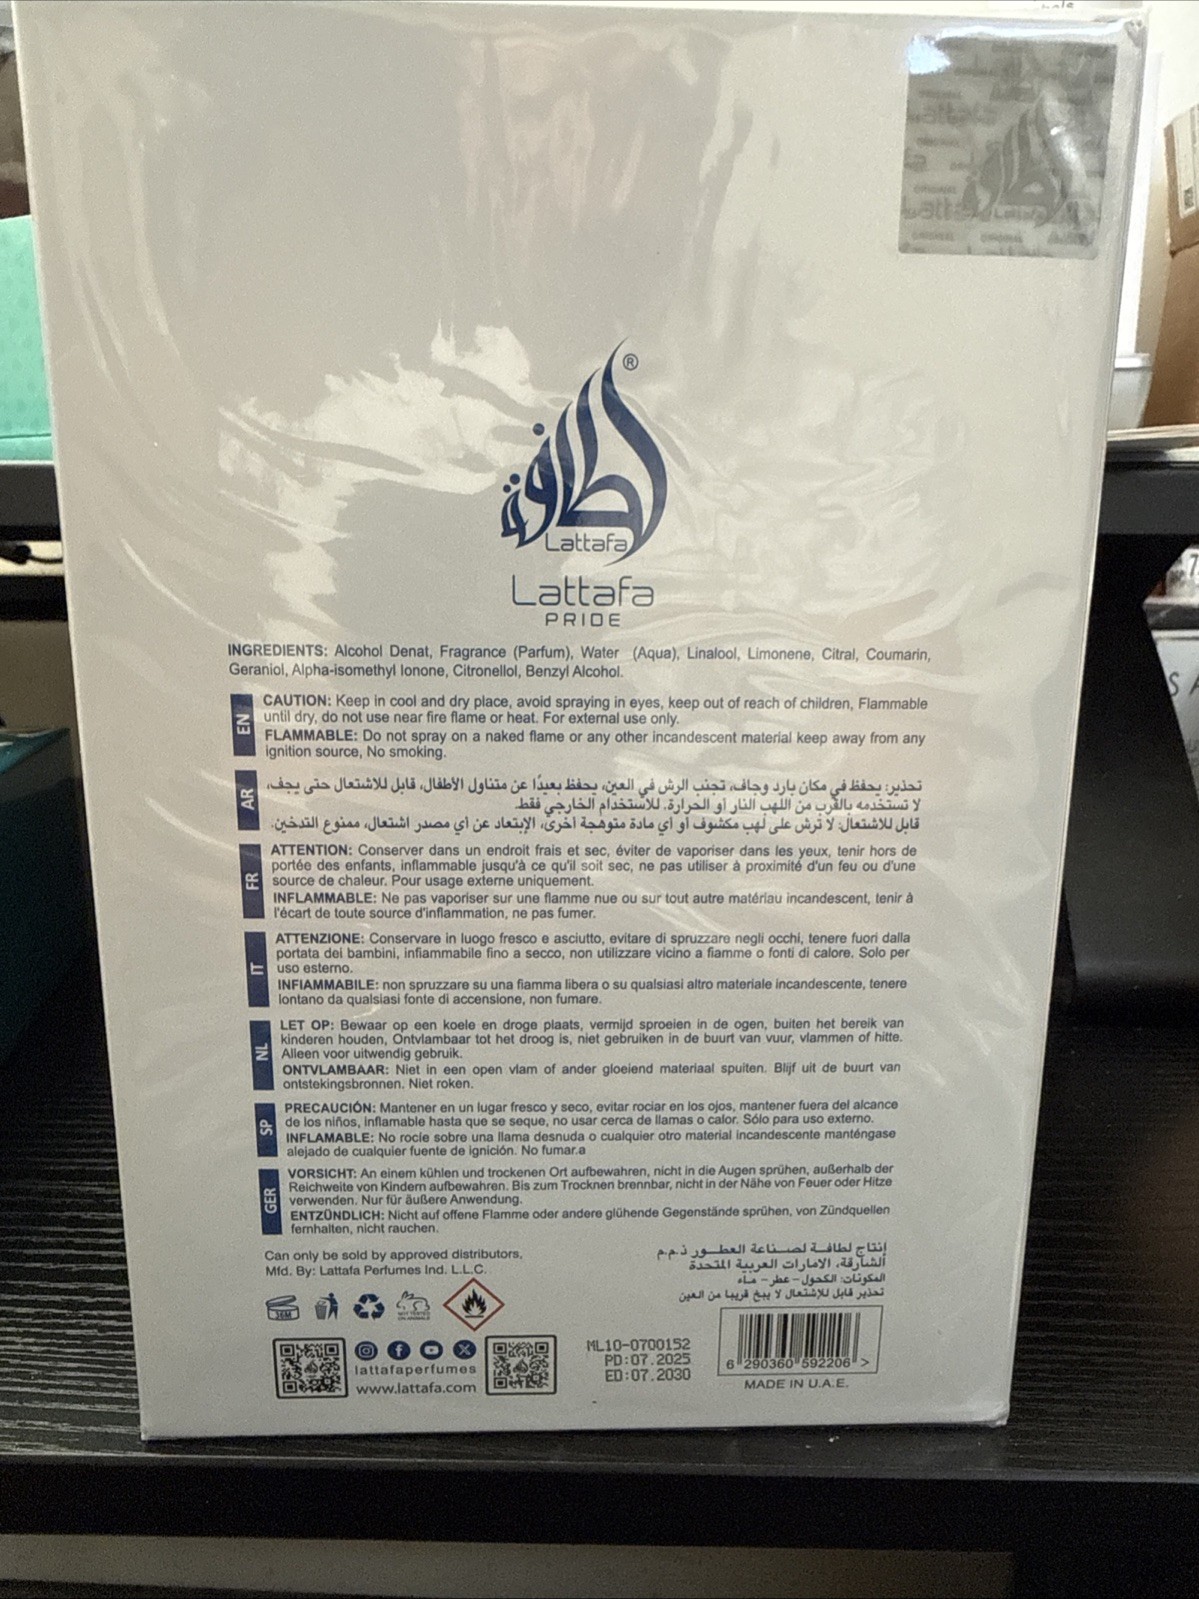 لطافة ®
Lattafa
Lattafa
PRIDE
INGREDIENTS: Alcohol Denat, Fragrance (Parfum), Water (Aqua), Linalool, Limonene, Citral, Coumarin,
Geraniol, Alpha-isomethyl Ionone, Citronellol, Benzyl Alcohol.
EN
CAUTION: Keep in cool and dry place, avoid spraying in eyes, keep out of reach of children, Flammable
until dry, do not use near fire flame or heat. For external use only.
FLAMMABLE: Do not spray on a naked flame or any other incandescent material keep away from any
ignition source, No smoking.
AR
تحذير: يحفظ في مكان بارد وجاف، تجنب الرش في العين، يحفظ بعيدًا عن متناول الأطفال، قابل للاشتعال حتى يجف،
لا تستخدمه بالقرب من اللهب النار أو الحرارة. للأستخدام الخارجي فقط.
قابل للاشتعال: لا ترش على لهب مكشوف أو أي مادة متوهجة أخرى، الإبتعاد عن أي مصدر اشتعال، ممنوع التدخين.
FR
ATTENTION: Conserver dans un endroit frais et sec, éviter de vaporiser dans les yeux, tenir hors de
portée des enfants, inflammable jusqu'à ce qu'il soit sec, ne pas utiliser à proximité d'un feu ou d'une
source de chaleur. Pour usage externe uniquement.
INFLAMMABLE: Ne pas vaporiser sur une flamme nue ou sur tout autre matériau incandescent, tenir à
l'écart de toute source d'inflammation, ne pas fumer.
IT
ATTENZIONE: Conservare in luogo fresco e asciutto, evitare di spruzzare negli occhi, tenere fuori dalla
portata dei bambini, infiammabile fino a secco, non utilizzare vicino a fiamme o fonti di calore. Solo per
uso esterno.
INFIAMMABILE: non spruzzare su una fiamma libera o su qualsiasi altro materiale incandescente, tenere
lontano da qualsiasi fonte di accensione, non fumare.
NL
LET OP: Bewaar op een koele en droge plaats, vermijd sproeien in de ogen, buiten het bereik van
kinderen houden, Ontvlambaar tot het droog is, niet gebruiken in de buurt van vuur, vlammen of hitte.
Alleen voor uitwendig gebruik.
ONTVLAMBAAR: Niet in een open vlam of ander gloeiend materiaal spuiten. Blijf uit de buurt van
ontstekingsbronnen. Niet roken.
SP
PRECAUCIÓN: Mantener en un lugar fresco y seco, evitar rociar en los ojos, mantener fuera del alcance
de los niños, inflamable hasta que se seque, no usar cerca de llamas o calor. Sólo para uso externo.
INFLAMABLE: No rocíe sobre una llama desnuda o cualquier otro material incandescente manténgase
alejado de cualquier fuente de ignición. No fumar.a
GER
VORSICHT: An einem kühlen und trockenen Ort aufbewahren, nicht in die Augen sprühen, außerhalb der
Reichweite von Kindern aufbewahren. Bis zum Trocknen brennbar, nicht in der Nähe von Feuer oder Hitze
verwenden. Nur für äußere Anwendung.
ENTZÜNDLICH: Nicht auf offene Flamme oder andere glühende Gegenstände sprühen, von Zündquellen
fernhalten, nicht rauchen.
Can only be sold by approved distributors,
Mfd. By: Lattafa Perfumes Ind. L.L.C.
إنتاج لطافة لصناعة العطور ذ.م.م
الشارقة، الامارات العربية المتحدة
المكونات: الكحول - عطر - ماء
تحذير قابل للإشتعال لا يبخ قريبا من العين
36M
NOT TESTED
ON ANIMALS
lattafaperfumes
www.lattafa.com
ML10-0700152
PD:07.2025
ED:07.2030
6 290360 592206 >
MADE IN U.A.E.